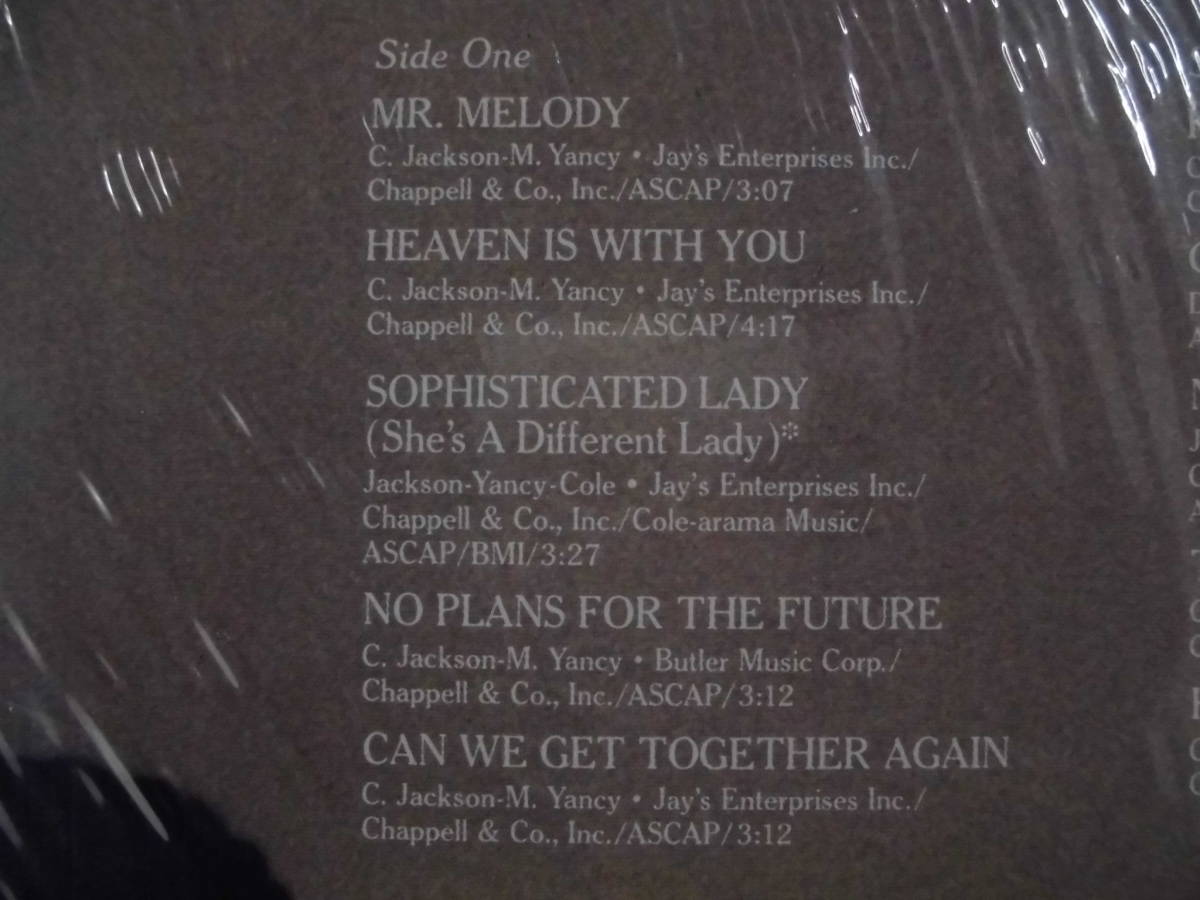 Side One
MR. MELODY
C. Jackson-M. Yancy • Jay's Enterprises Inc./
Chappell & Co., Inc./ASCAP/3:07
HEAVEN IS WITH YOU
C. Jackson-M. Yancy • Jay's Enterprises Inc./
Chappell & Co., Inc./ASCAP/4:17
SOPHISTICATED LADY
(She's A Different Lady)*
Jackson-Yancy-Cole • Jay's Enterprises Inc./
Chappell & Co., Inc./Cole-arama Music/
ASCAP/BMI/3:27
NO PLANS FOR THE FUTURE
C. Jackson-M. Yancy • Butler Music Corp./
Chappell & Co., Inc./ASCAP/3:12
CAN WE GET TOGETHER AGAIN
C. Jackson-M. Yancy • Jay's Enterprises Inc./
Chappell & Co., Inc./ASCAP/3:12